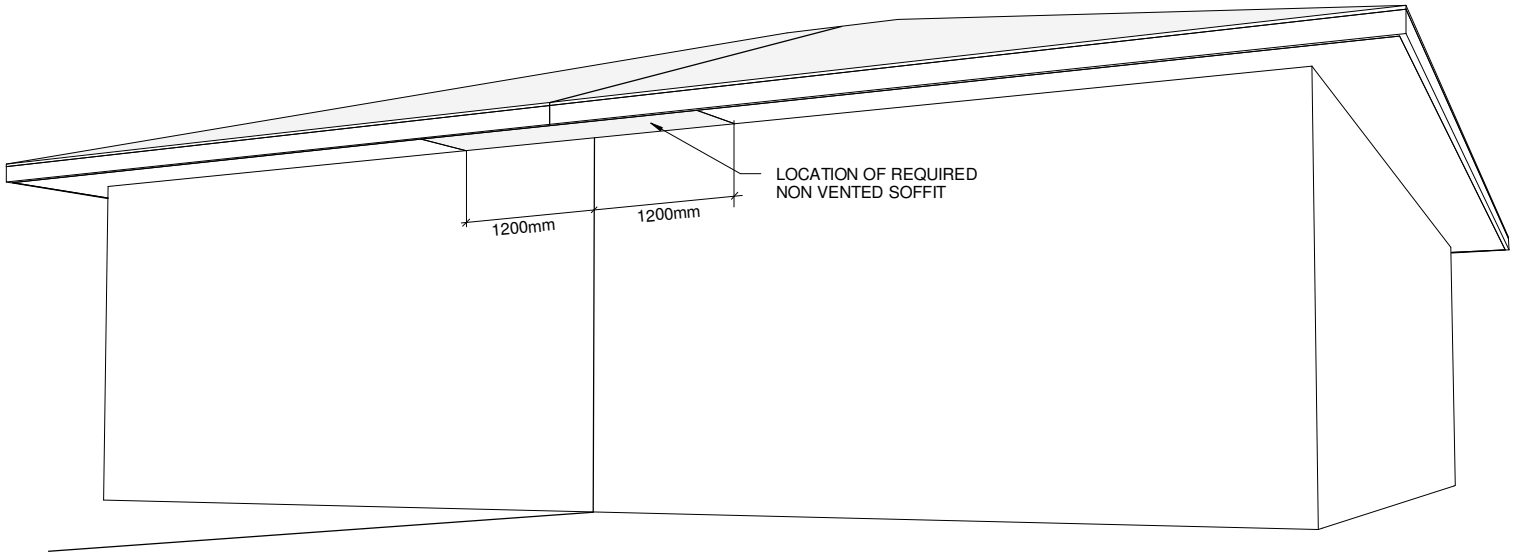 LOCATION OF REQUIRED
NON VENTED SOFFIT
1200mm
1200mm